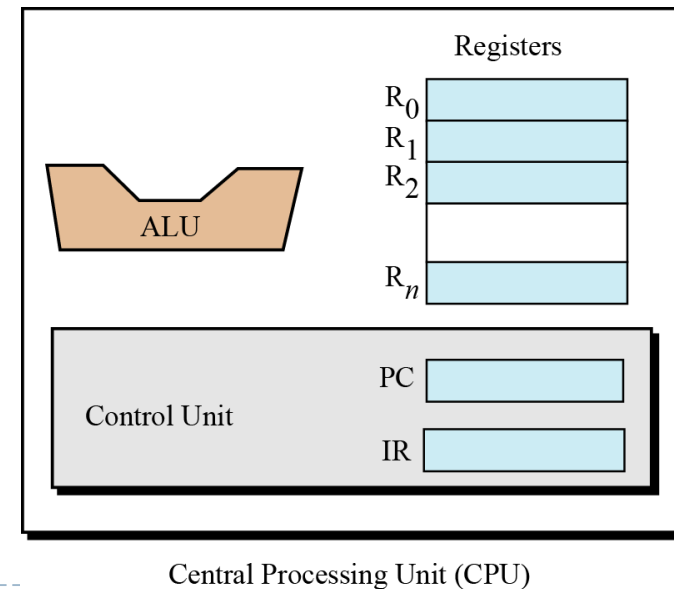 Registers
R0
R1
R2
ALU
Rn
PC
Control Unit
IR
Central Processing Unit (CPU)